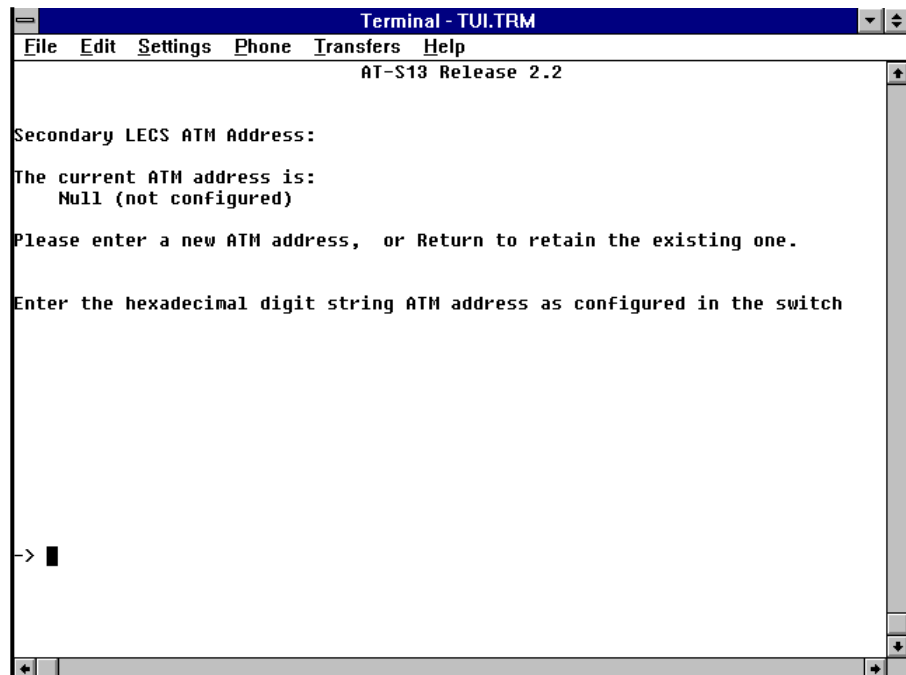 Terminal - TUI.TRM
File Edit Settings Phone Transfers Help
AT-S13 Release 2.2
Secondary LECS ATM Address:
The current ATM address is:
Null (not configured)
Please enter a new ATM address,  or Return to retain the existing one.
Enter the hexadecimal digit string ATM address as configured in the switch
->